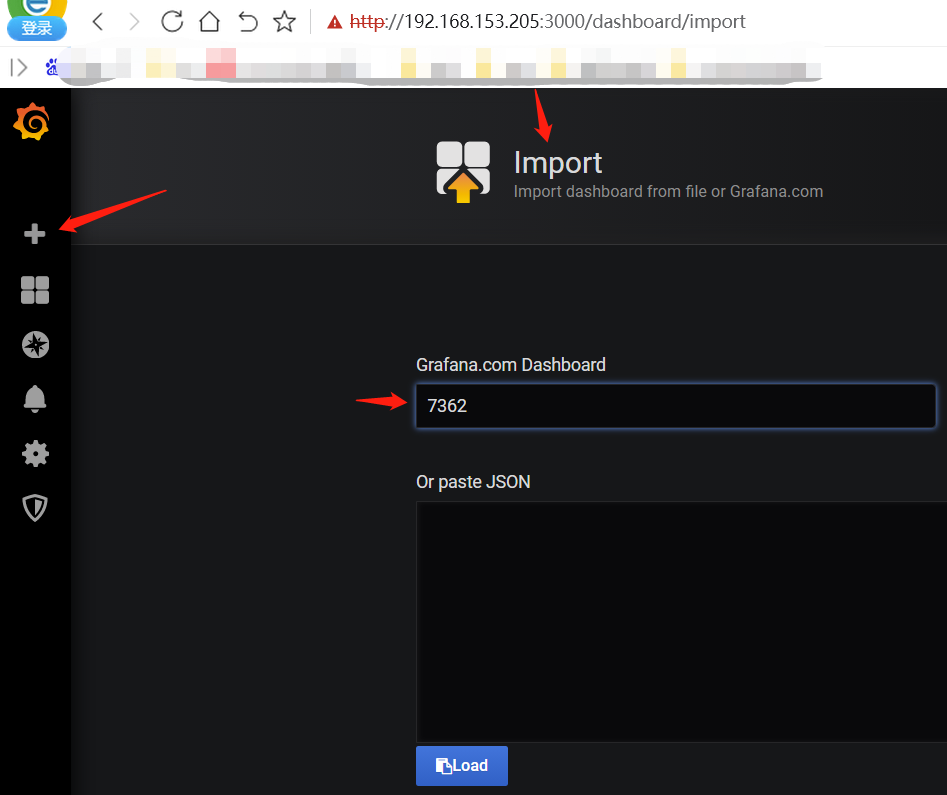 登录
http://192.168.153.205:3000/dashboard/import
Import
Import dashboard from file or Grafana.com
Grafana.com Dashboard
7362
Or paste JSON
Load